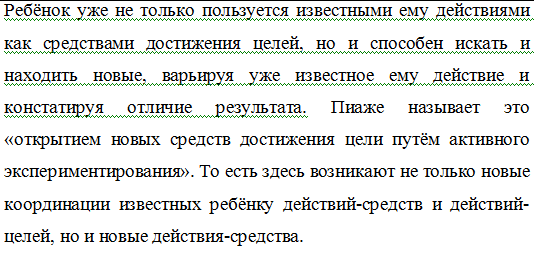 Ребёнок уже не только пользуется известными ему действиями
как средствами достижения целей, но и способен искать и
находить новые, варьируя уже известное ему действие и
констатируя отличие результата. Пиаже называет это
«открытием новых средств достижения цели путём активного
экспериментирования». То есть здесь возникают не только новые
координации известных ребёнку действий-средств и действий-
целей, но и новые действия-средства.